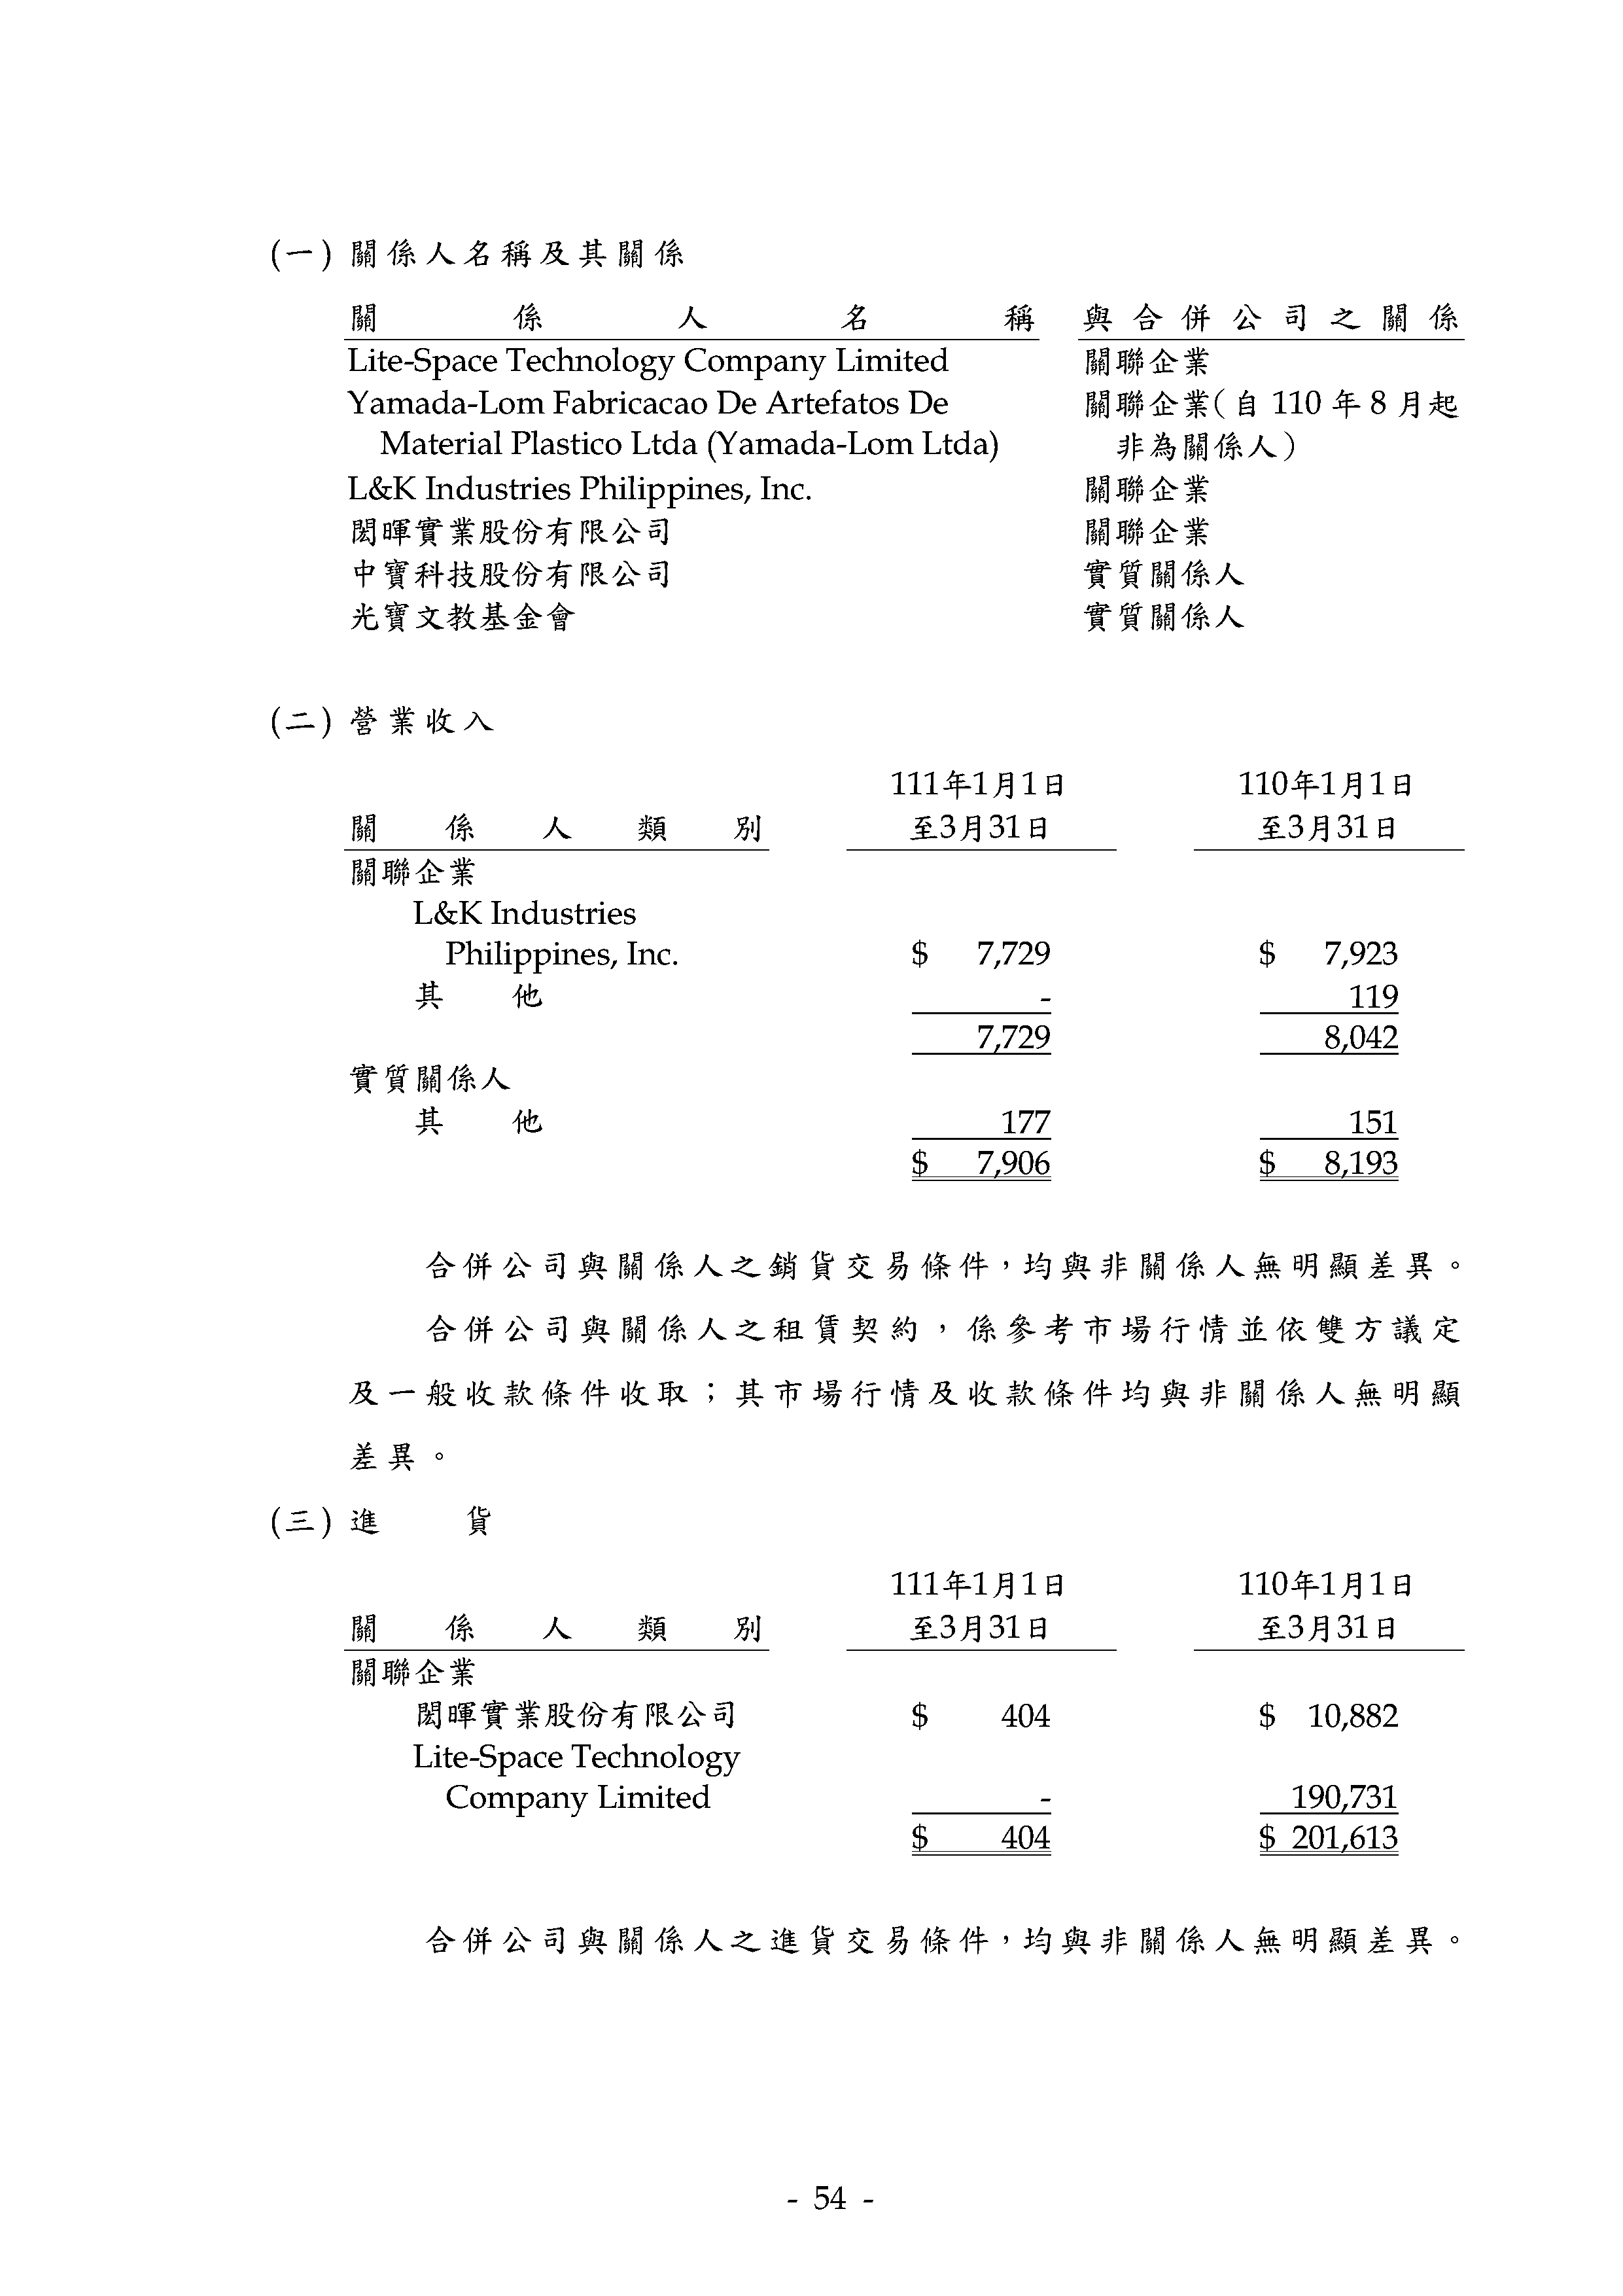 (一) 關係人名稱及其關係
關係人名稱 與合併公司之關係
Lite-Space Technology Company Limited 關聯企業
Yamada-Lom Fabricacao De Artefatos De 關聯企業(自 110 年 8 月起
Material Plastico Ltda (Yamada-Lom Ltda) 非為關係人)
L&K Industries Philippines, Inc. 關聯企業
閎暉實業股份有限公司 關聯企業
中寶科技股份有限公司 實質關係人
光寶文教基金會 實質關係人
(二) 營業收入
111年1月1日 110年1月1日
關係人類別 至3月31日 至3月31日
關聯企業
L&K Industries
Philippines, Inc. $ 7,729 $ 7,923
其他 - 119
7,729 8,042
實質關係人
其他 177 151
$ 7,906 $ 8,193
合併公司與關係人之銷貨交易條件，均與非關係人無明顯差異。
合併公司與關係人之租賃契約，係參考市場行情並依雙方議定
及一般收款條件收取；其市場行情及收款條件均與非關係人無明顯
差異。
(三) 進貨
111年1月1日 110年1月1日
關係人類別 至3月31日 至3月31日
關聯企業
閎暉實業股份有限公司 $ 404 $ 10,882
Lite-Space Technology
Company Limited - 190,731
$ 404 $ 201,613
合併公司與關係人之進貨交易條件，均與非關係人無明顯差異。
- 54 -